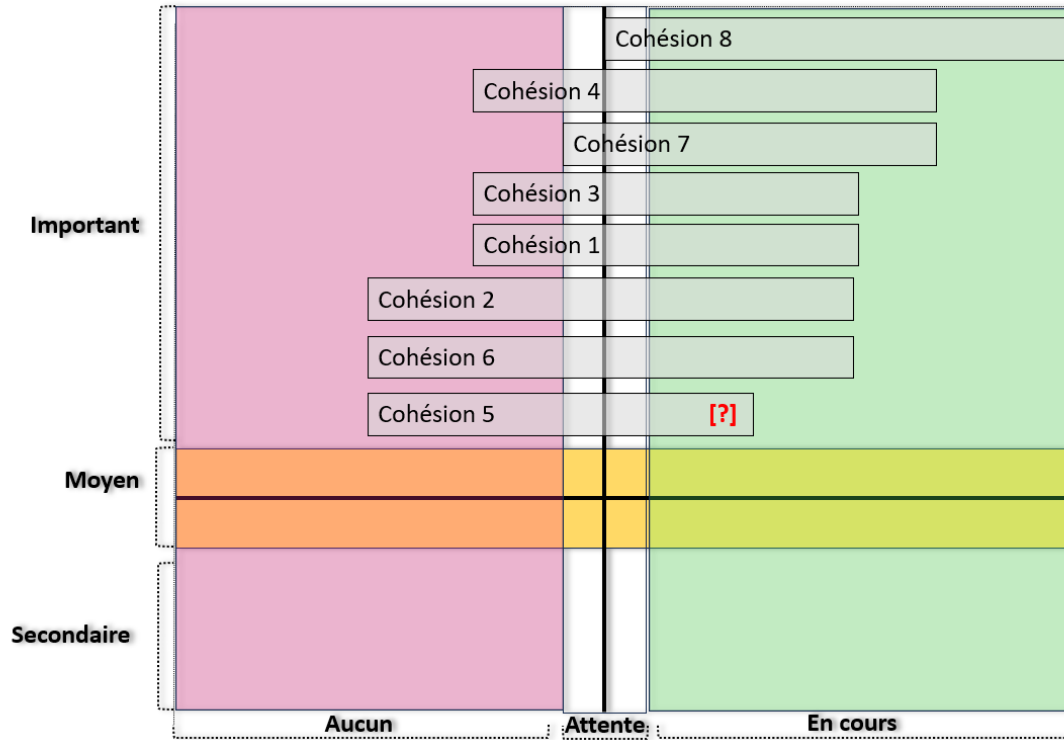 Cohésion 8
Cohésion 4
Cohésion 7
Cohésion 3
Important
Cohésion 1
Cohésion 2
Cohésion 6
Cohésion 5 [?]
Moyen
Secondaire
Aucun Attente En cours